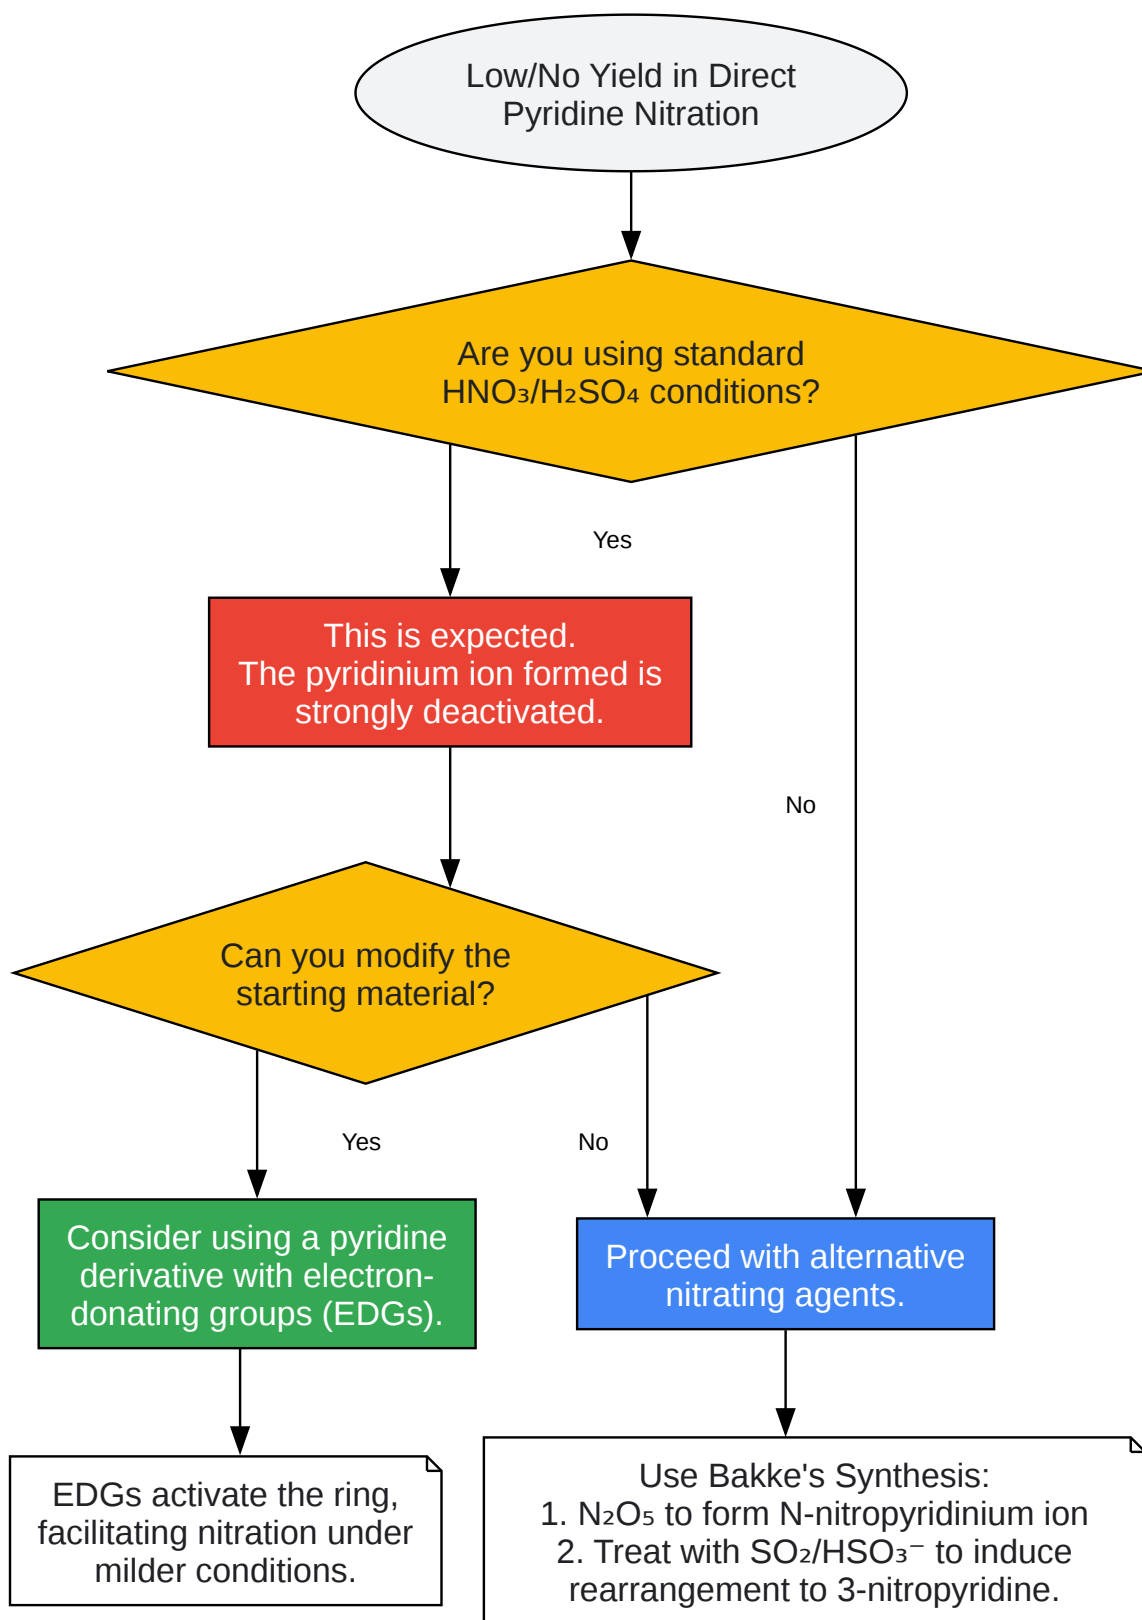 Low/No Yield in Direct
Pyridine Nitration
Are you using standard
HNO₃/H₂SO₄ conditions?
Yes
This is expected.
The pyridinium ion formed is
strongly deactivated.
No
Can you modify the
starting material?
Yes
No
Consider using a pyridine
derivative with electron-
donating groups (EDGs).
Proceed with alternative
nitrating agents.
EDGs activate the ring,
facilitating nitration under
milder conditions.
Use Bakke's Synthesis:
1. N₂O₅ to form N-nitropyridinium ion
2. Treat with SO₂/HSO₃⁻ to induce
rearrangement to 3-nitropyridine.